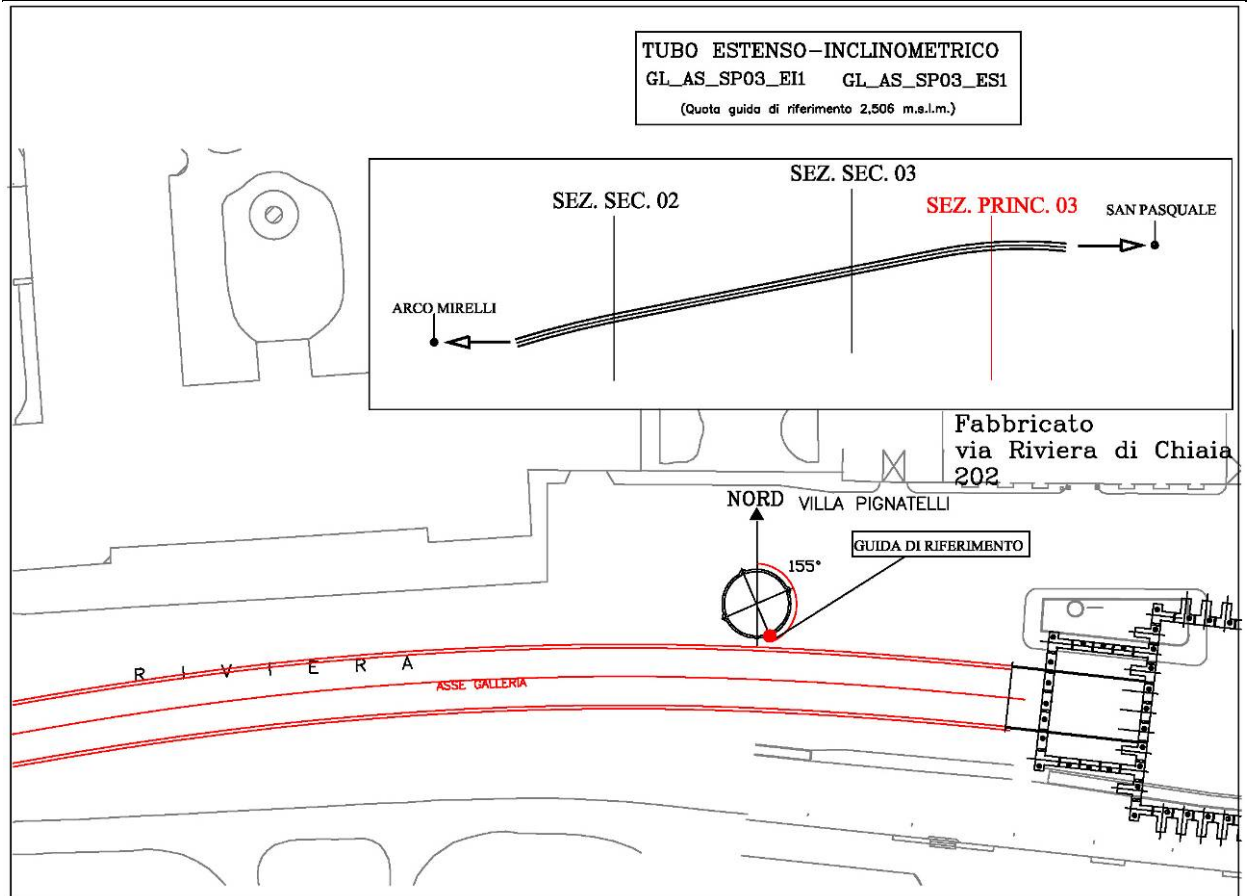 TUBO ESTENSO-INCLINOMETRICO
GL_AS_SP03_EI1 GL_AS_SP03_ES1
(Quota guida di riferimento 2,506 m.s.l.m.)
SEZ. SEC. 03
SEZ. SEC. 02
SEZ. PRINC. 03
SAN PASQUALE
ARCO MIRELLI
Fabbricato
via Riviera di Chiaia
202
NORD VILLA PIGNATELLI
GUIDA DI RIFERIMENTO
155°
RIVIERA
ASSE GALLERIA